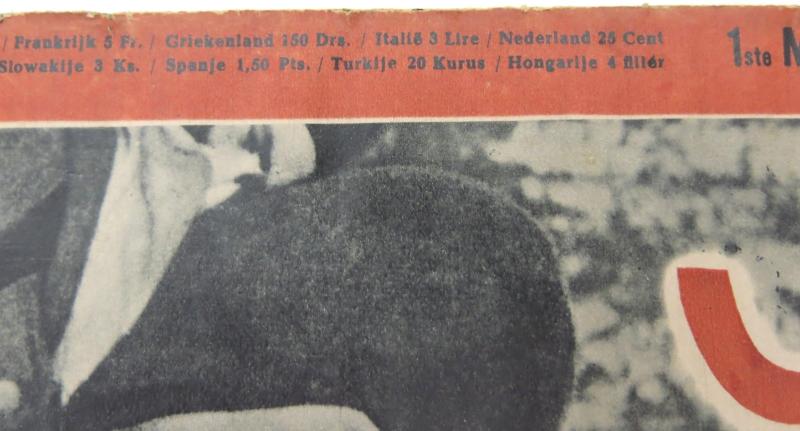 / Frankrijk 5 Fr. / Griekenland 150 Drs. / Italië 3 Lire / Nederland 25 Cent
Slowakije 3 Ks. / Spanje 1,50 Pts. / Turkije 20 Kurus / Hongarije 4 fillér
1ste